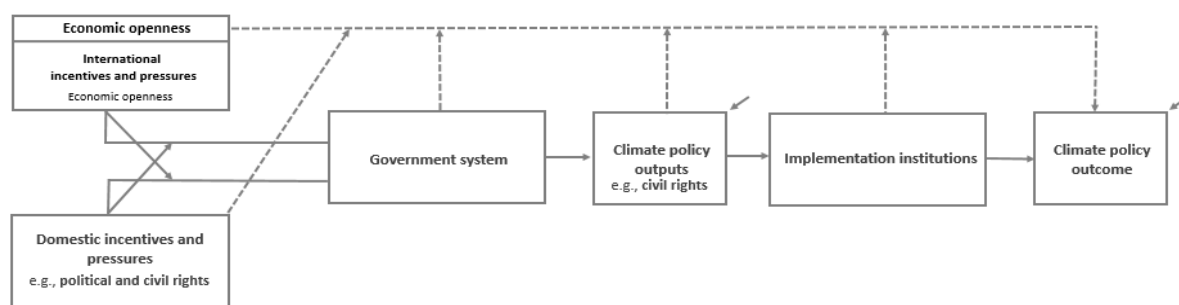 Economic openness
International
incentives and pressures
Economic openness
Government system
Climate policy
outputs
e.g., civil rights
Implementation institutions
Climate policy
outcome
Domestic incentives and
pressures
e.g., political and civil rights